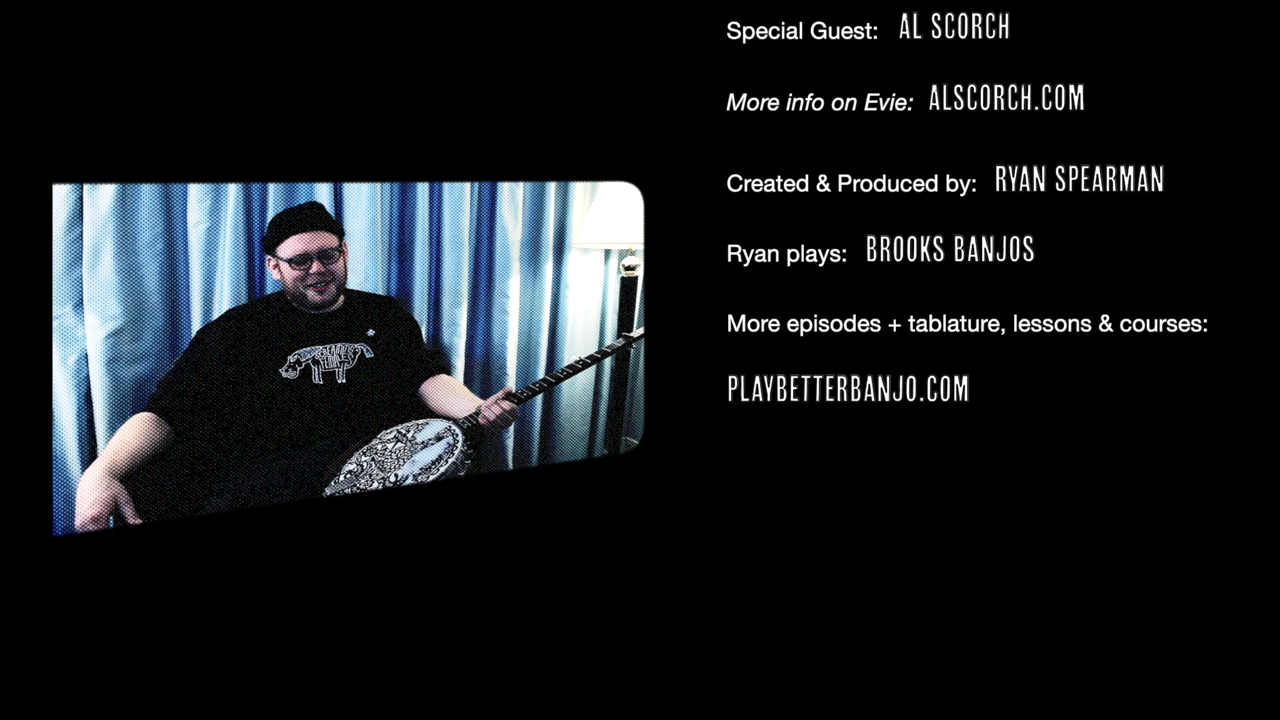 Special Guest: AL SCORCH
More info on Evie: ALSCORCH.COM
Created & Produced by: RYAN SPEARMAN
Ryan plays: BROOKS BANJOS
More episodes + tablature, lessons & courses:
PLAYBETTERBANJO.COM